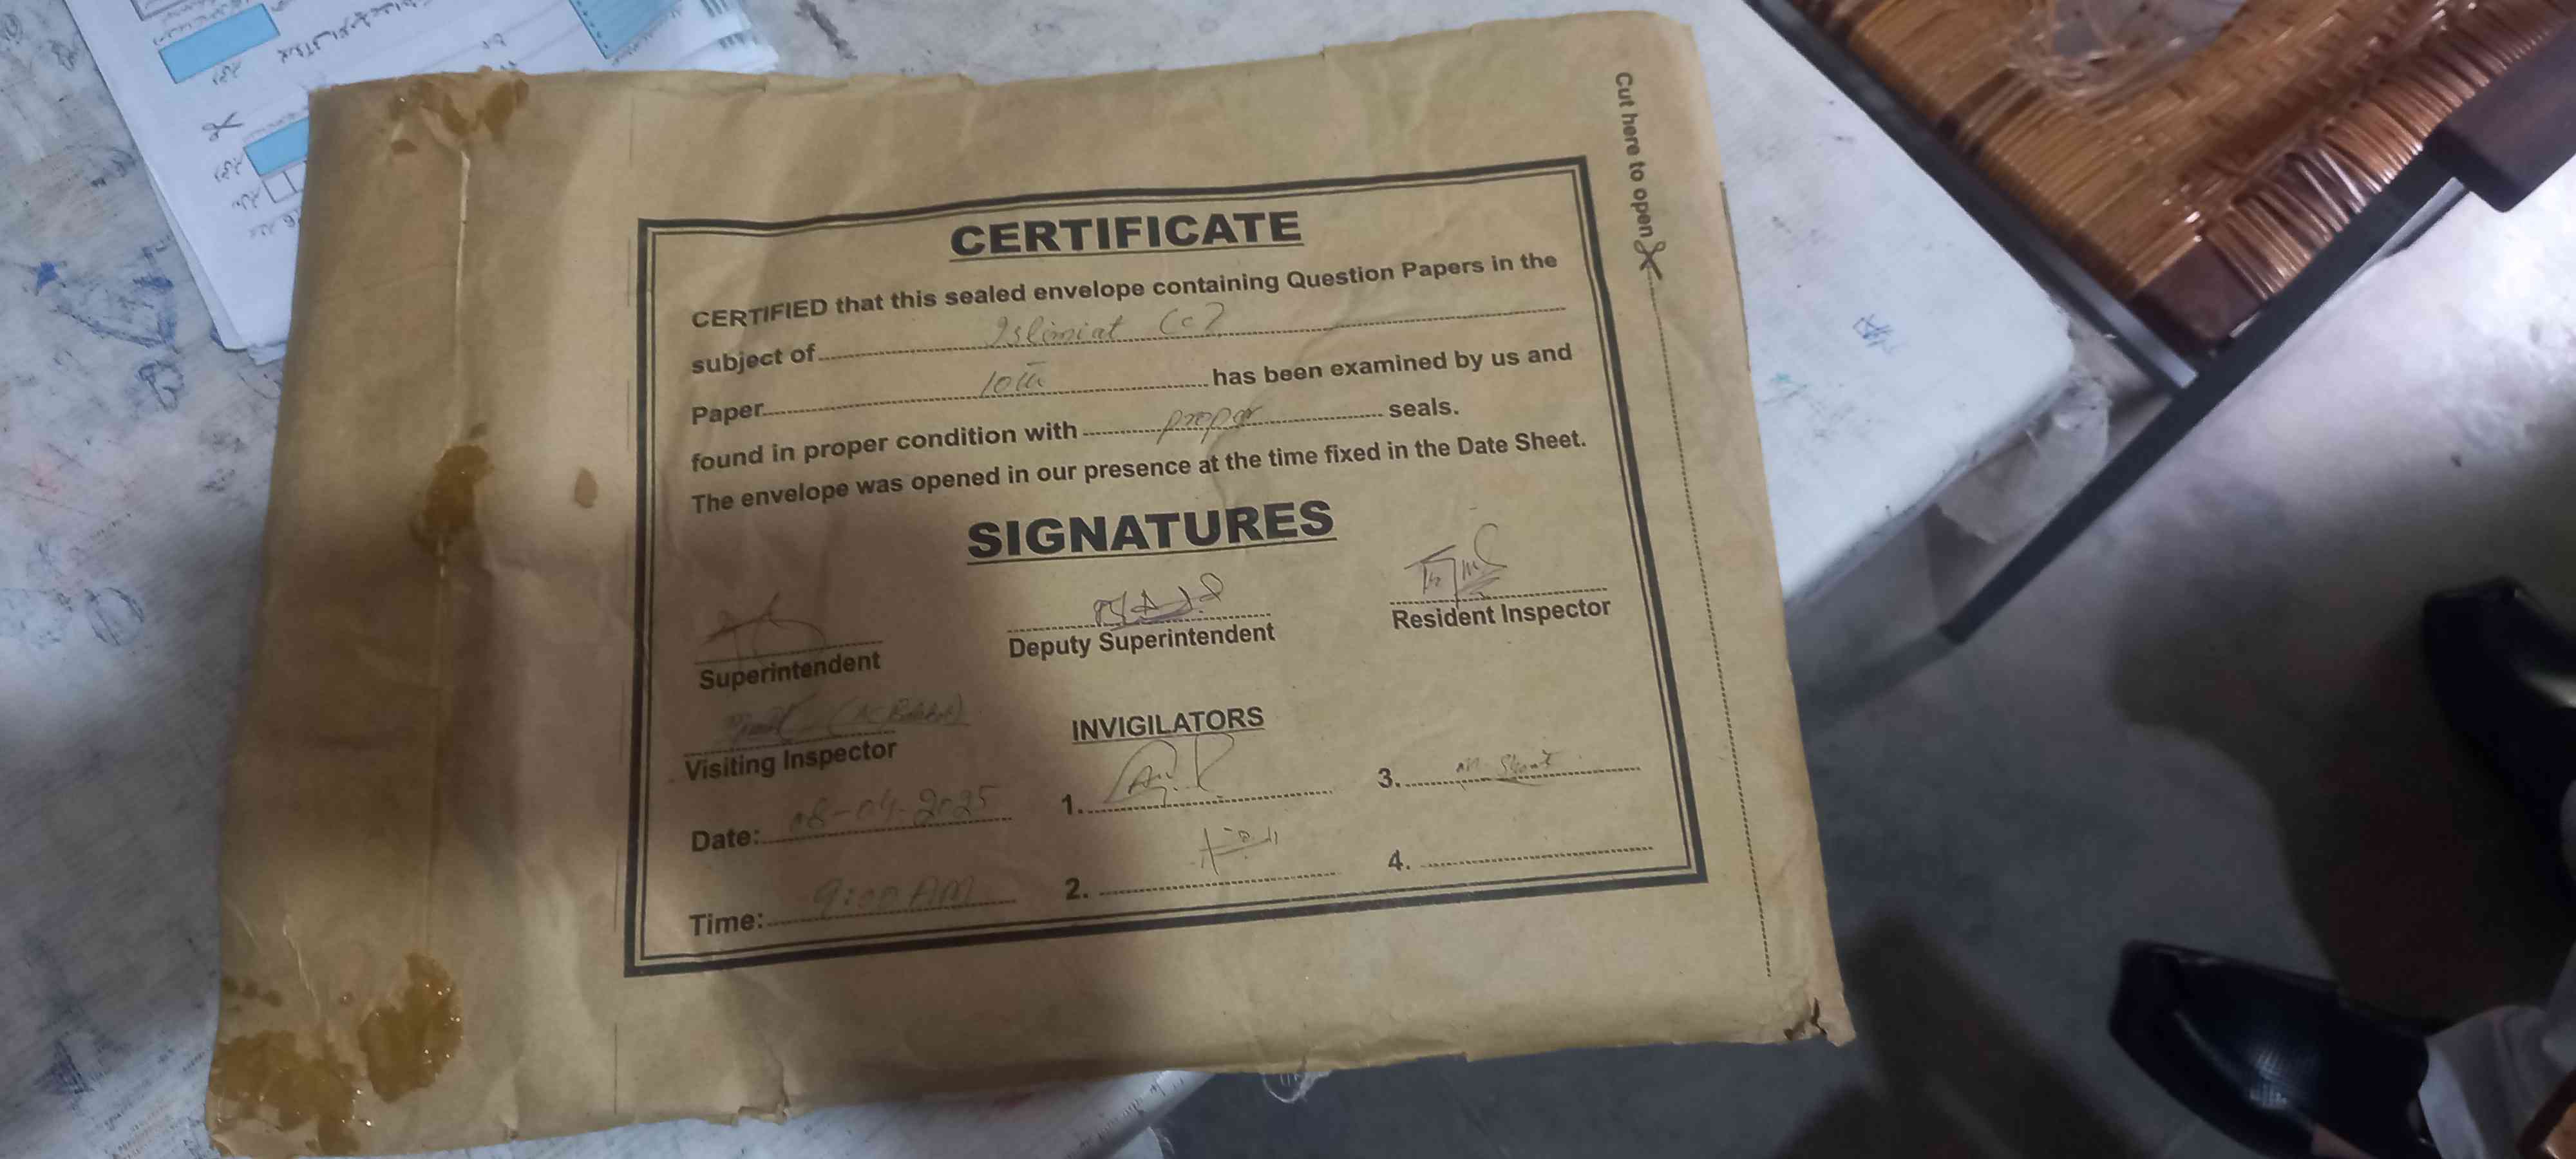 Cut here to open
CERTIFICATE
CERTIFIED that this sealed envelope containing Question Papers in the
subject of Islimiat (c)
Paper 10th has been examined by us and
found in proper condition with proper seals.
The envelope was opened in our presence at the time fixed in the Date Sheet.
SIGNATURES
Superintendent
Deputy Superintendent
Resident Inspector
Visiting Inspector
INVIGILATORS
1.
3.
Date: 08-04-2025
2.
4.
Time: 9:00 AM